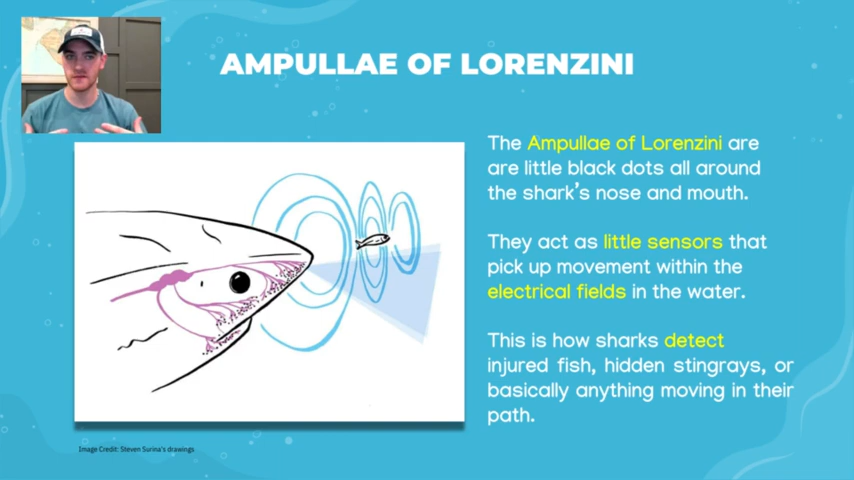 AMPULLAE OF LORENZINI
The Ampullae of Lorenzini are
are little black dots all around
the shark's nose and mouth.
They act as little sensors that
pick up movement within the
electrical fields in the water.
This is how sharks detect
injured fish, hidden stingrays, or
basically anything moving in their
path.
Image Credit: Steven Surina's drawings